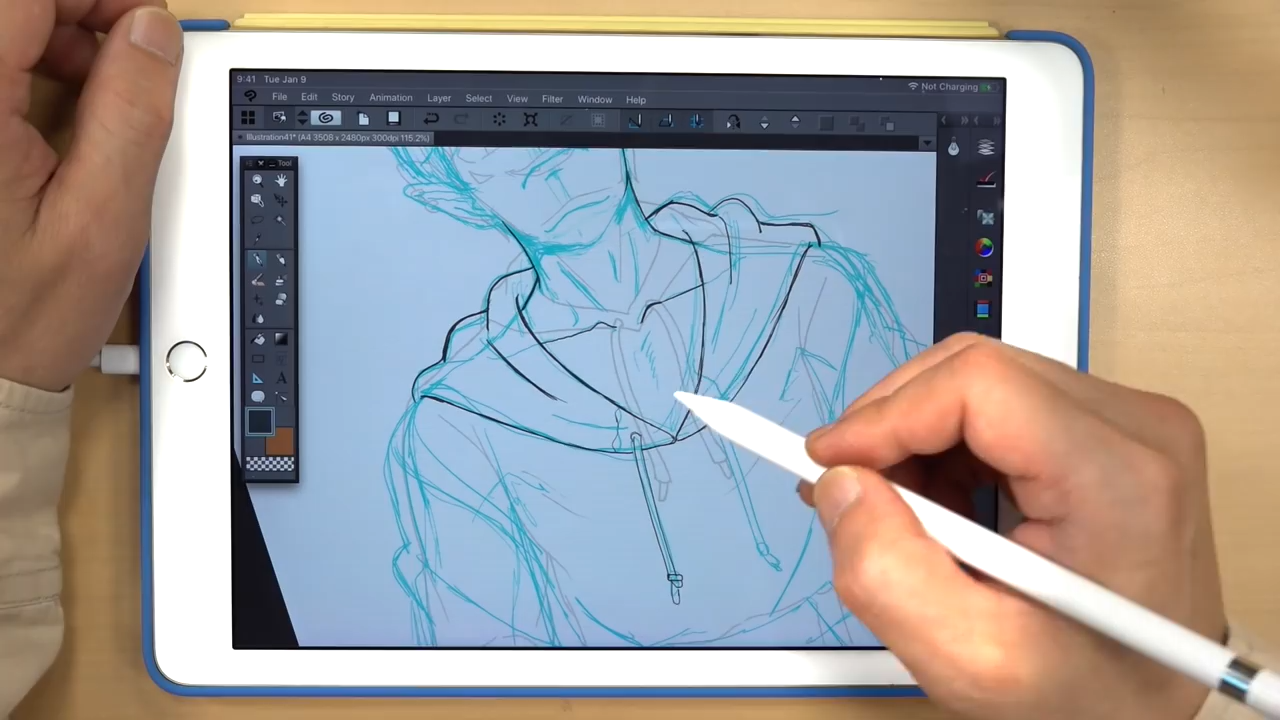 9:41 Tue Jan 9
Not Charging
File Edit Story Animation Layer Select View Filter Window Help
Illustration41* (A4 3508 x 2480px 300dpi 115.2%)
Tool
A